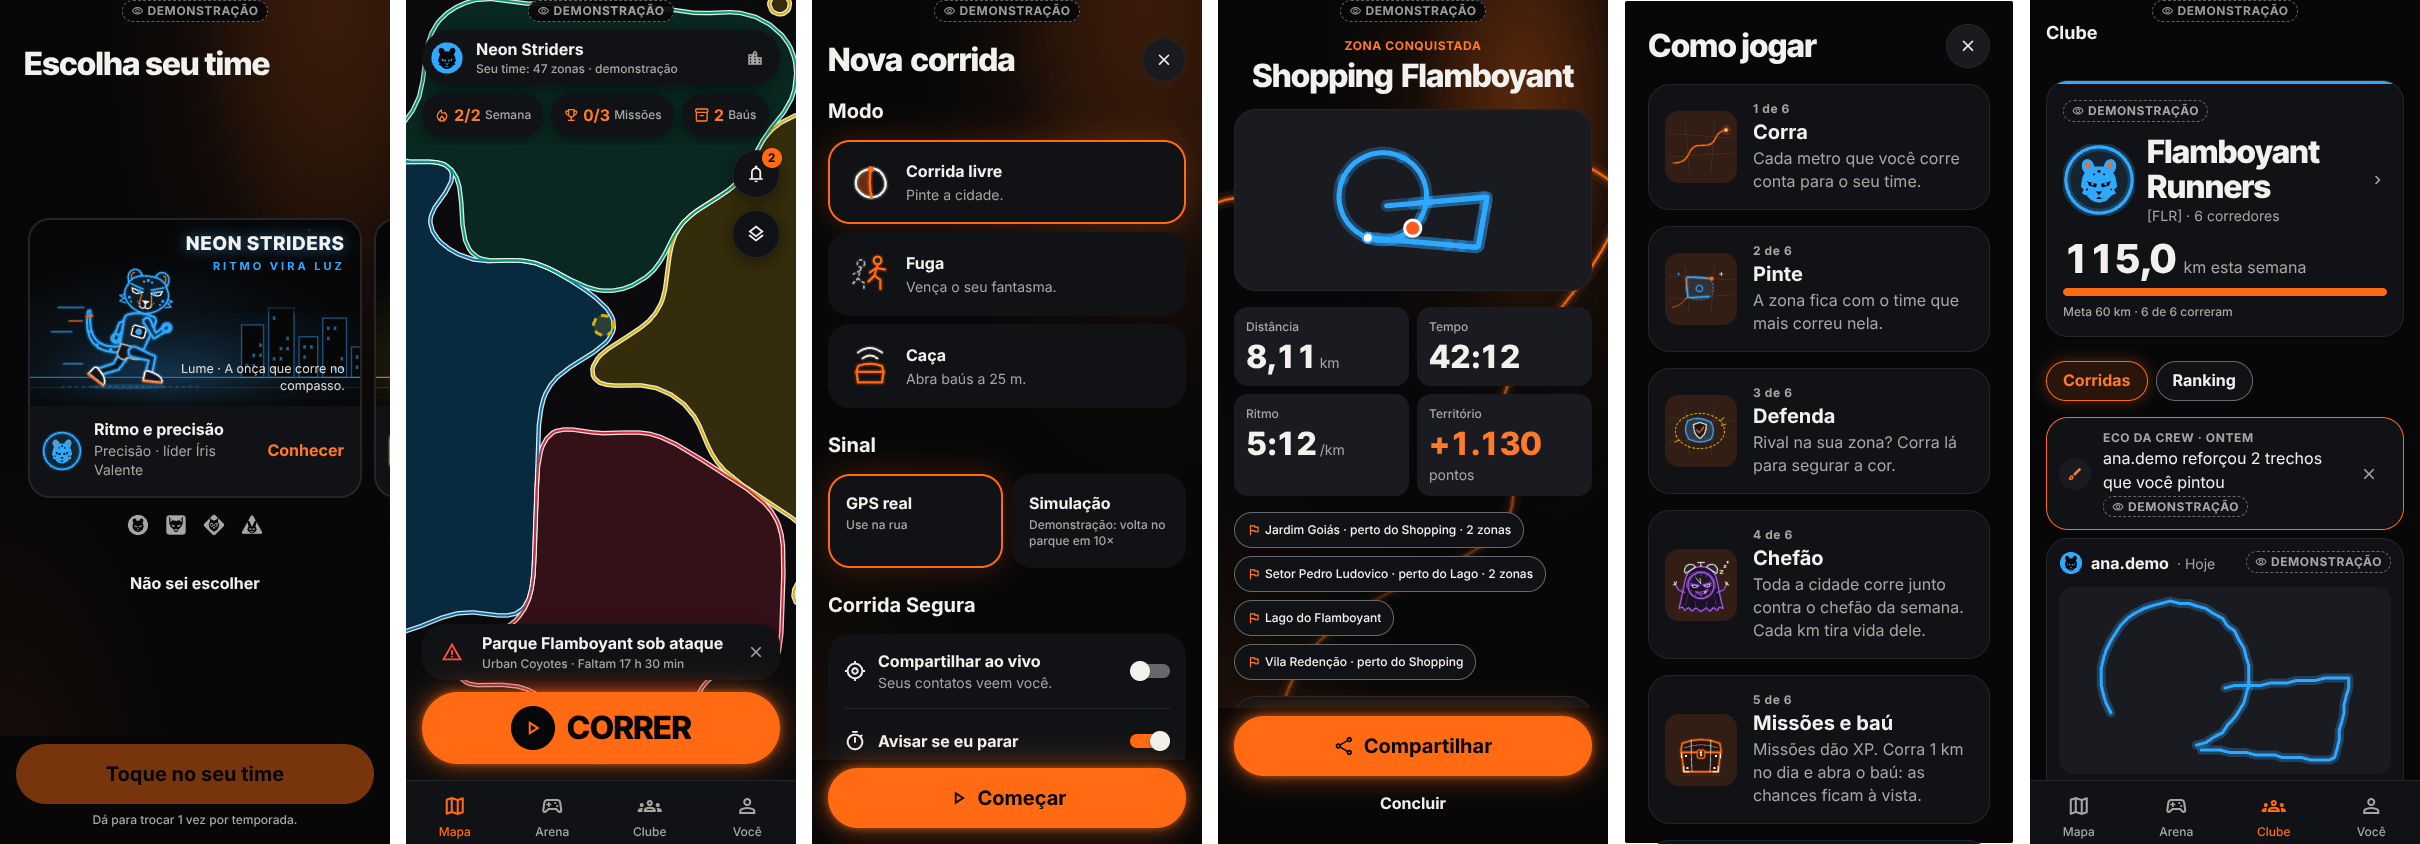 DEMONSTRAÇÃO
Escolha seu time
NEON STRIDERS
RITMO VIRA LUZ
Lume · A onça que corre no
compasso.
Ritmo e precisão
Precisão · líder Íris
Valente
Conhecer
Não sei escolher
Toque no seu time
Dá para trocar 1 vez por temporada.
DEMONSTRAÇÃO
Neon Striders
Seu time: 47 zonas · demonstração
2/2 Semana
0/3 Missões
2 Baús
2
Parque Flamboyant sob ataque
Urban Coyotes · Faltam 17 h 30 min
CORRER
Mapa
Arena
Clube
Você
DEMONSTRAÇÃO
Nova corrida
Modo
Corrida livre
Pinte a cidade.
Fuga
Vença o seu fantasma.
Caça
Abra baús a 25 m.
Sinal
GPS real
Use na rua
Simulação
Demonstração: volta no
parque em 10×
Corrida Segura
Compartilhar ao vivo
Seus contatos veem você.
Avisar se eu parar
Começar
DEMONSTRAÇÃO
ZONA CONQUISTADA
Shopping Flamboyant
Distância
8,11 km
Tempo
42:12
Ritmo
5:12 /km
Território
+1.130
pontos
Jardim Goiás · perto do Shopping · 2 zonas
Setor Pedro Ludovico · perto do Lago · 2 zonas
Lago do Flamboyant
Vila Redenção · perto do Shopping
Compartilhar
Concluir
Como jogar
1 de 6
Corra
Cada metro que você corre
conta para o seu time.
2 de 6
Pinte
A zona fica com o time que
mais correu nela.
3 de 6
Defenda
Rival na sua zona? Corra lá
para segurar a cor.
4 de 6
Chefão
Toda a cidade corre junto
contra o chefão da semana.
Cada km tira vida dele.
5 de 6
Missões e baú
Missões dão XP. Corra 1 km
no dia e abra o baú: as
chances ficam à vista.
DEMONSTRAÇÃO
Clube
DEMONSTRAÇÃO
Flamboyant
Runners
[FLR] · 6 corredores
115,0 km esta semana
Meta 60 km · 6 de 6 correram
Corridas
Ranking
ECO DA CREW · ONTEM
ana.demo reforçou 2 trechos
que você pintou
DEMONSTRAÇÃO
ana.demo · Hoje
DEMONSTRAÇÃO
Mapa
Arena
Clube
Você